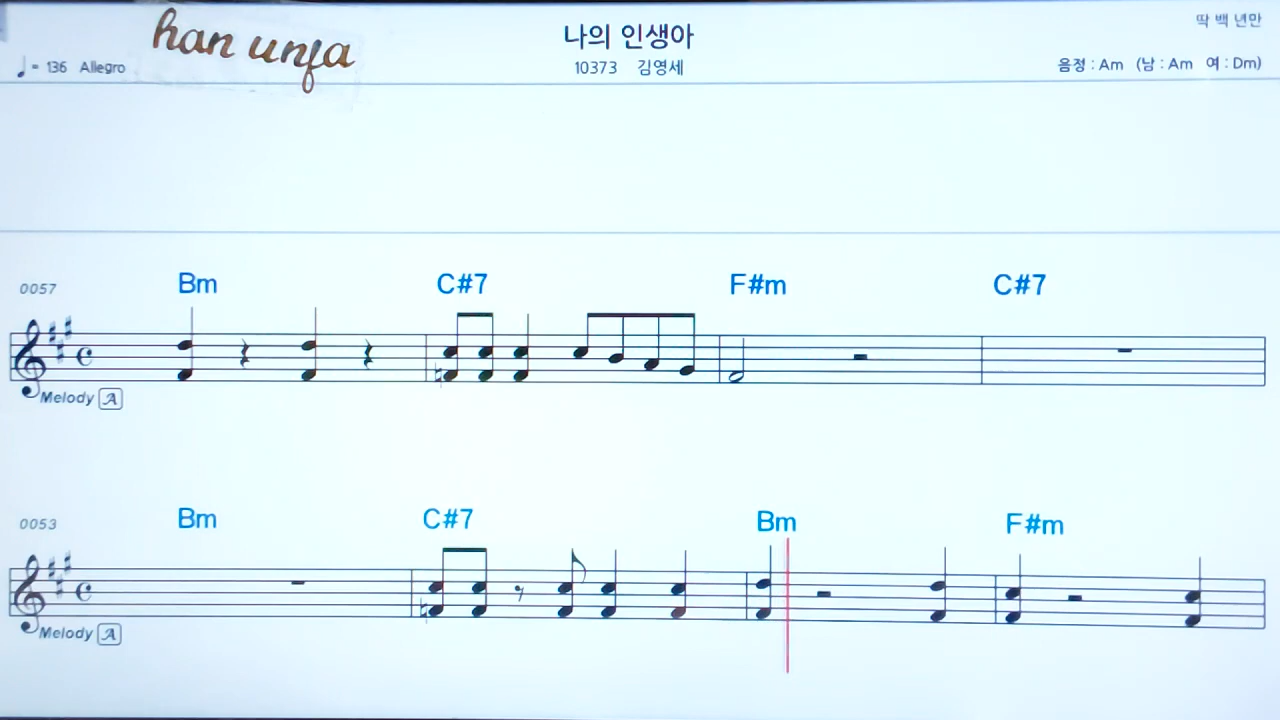 han unfa
나의 인생아
딱 백 년만
♩= 136 Allegro
10373 김영세
음정 : Am (남 : Am 여 : Dm)
0057 Bm C#7 F#m C#7
Melody A
0053 Bm C#7 Bm F#m
Melody A